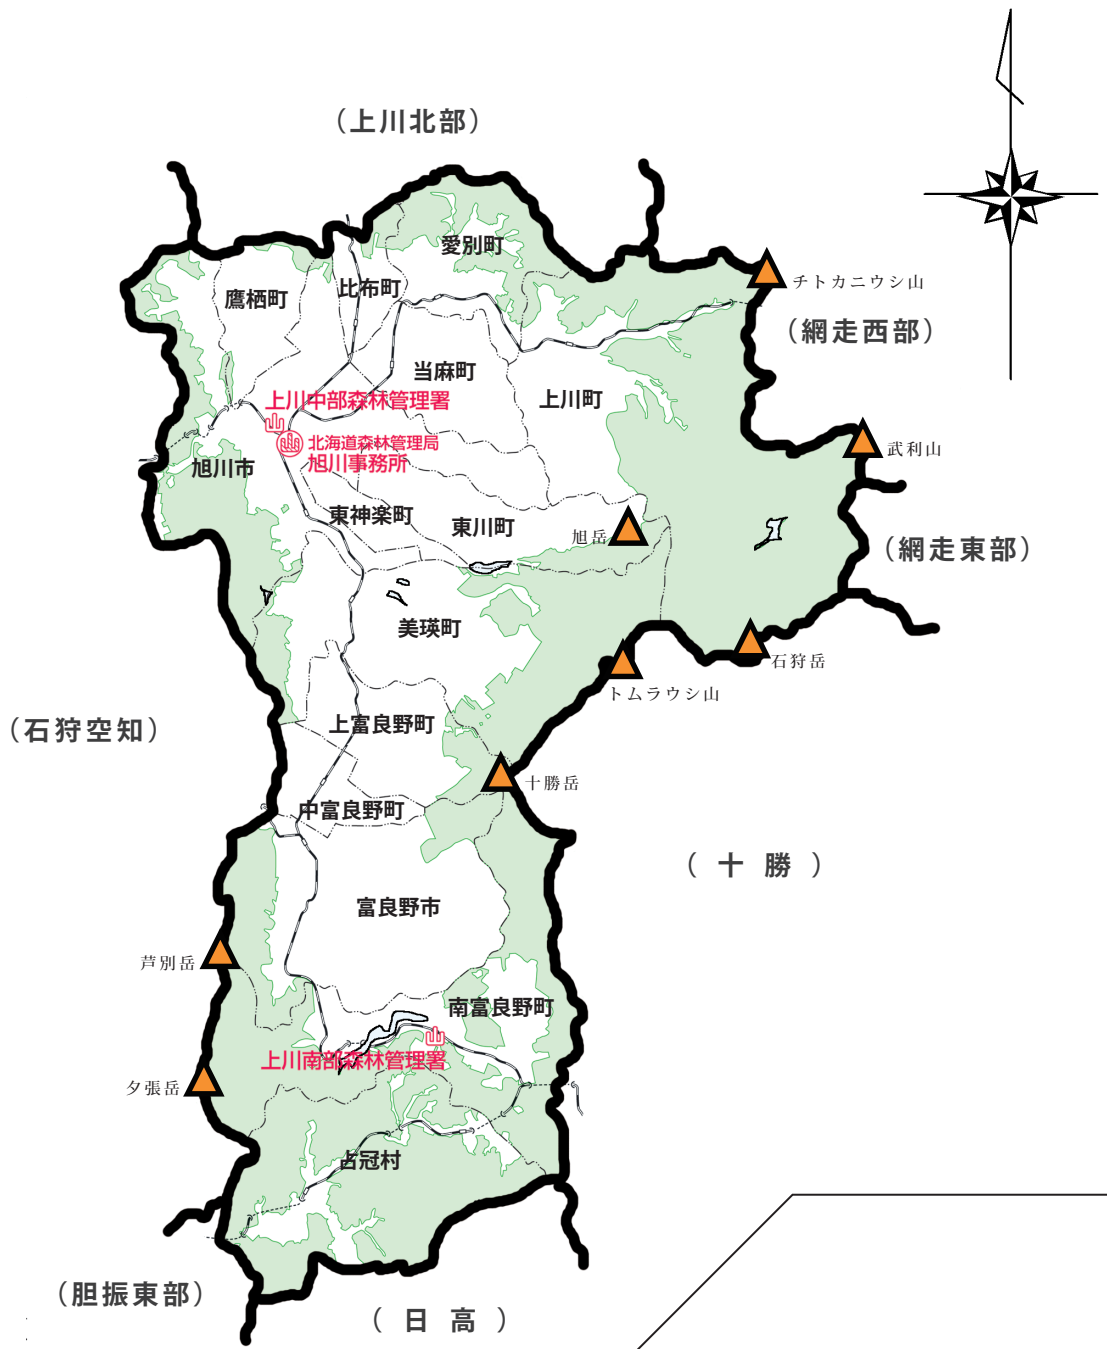 （上川北部）
愛別町
チトカニウシ山
比布町
鷹栖町
（網走西部）
当麻町
上川町
上川中部森林管理署
北海道森林管理局
旭川事務所
武利山
旭川市
東神楽町
東川町
旭岳
（網走東部）
美瑛町
石狩岳
トムラウシ山
（石狩空知）
上富良野町
十勝岳
中富良野町
（十勝）
富良野市
芦別岳
南富良野町
上川南部森林管理署
夕張岳
占冠村
（胆振東部）
（日高）